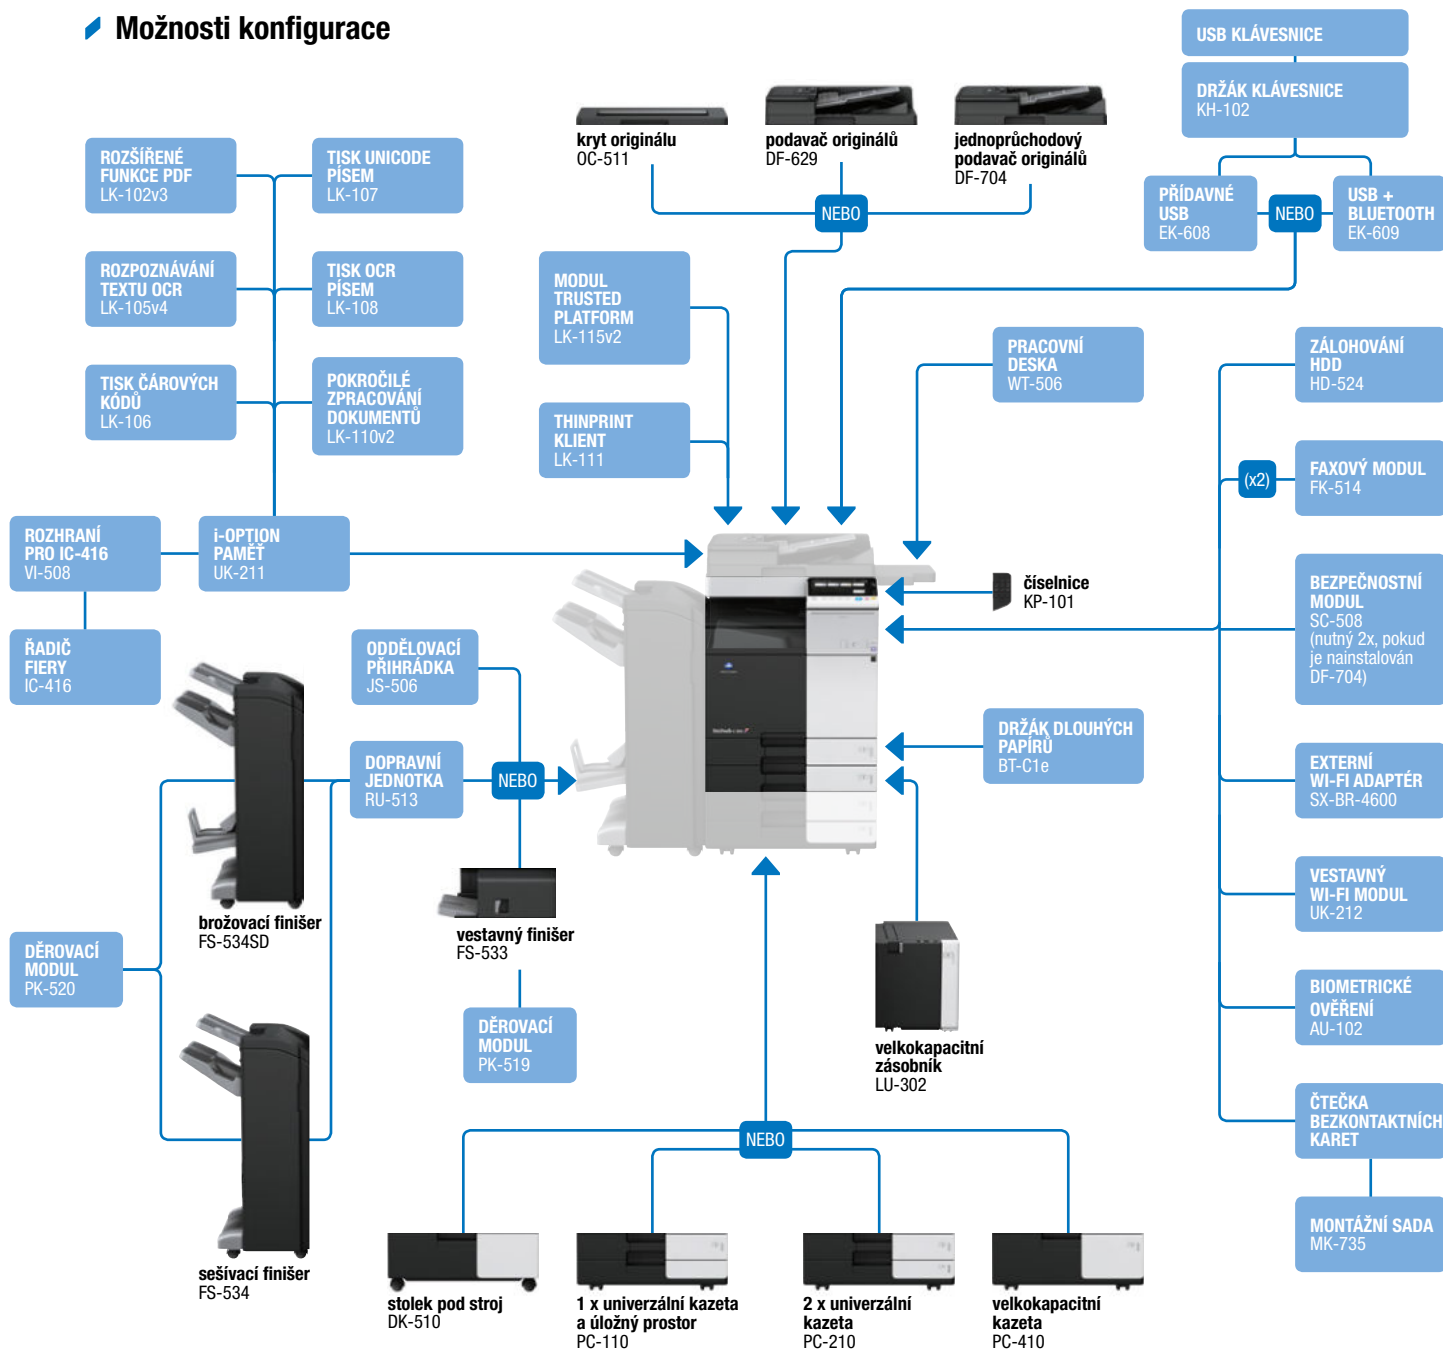 Možnosti konfigurace
USB KLÁVESNICE
DRŽÁK KLÁVESNICE
KH-102
PŘÍDAVNÉ
USB
EK-608
NEBO
USB +
BLUETOOTH
EK-609
kryt originálu
OC-511
podavač originálů
DF-629
jednoprůchodový
podavač originálů
DF-704
NEBO
ROZŠÍŘENÉ
FUNKCE PDF
LK-102v3
TISK UNICODE
PÍSEM
LK-107
ROZPOZNÁVÁNÍ
TEXTU OCR
LK-105v4
TISK OCR
PÍSEM
LK-108
TISK ČÁROVÝCH
KÓDŮ
LK-106
POKROČILÉ
ZPRACOVÁNÍ
DOKUMENTŮ
LK-110v2
MODUL
TRUSTED
PLATFORM
LK-115v2
THINPRINT
KLIENT
LK-111
PRACOVNÍ
DESKA
WT-506
ZÁLOHOVÁNÍ
HDD
HD-524
(x2)
FAXOVÝ MODUL
FK-514
ROZHRANÍ
PRO IC-416
VI-508
i-OPTION
PAMĚŤ
UK-211
ŘADIČ
FIERY
IC-416
ODDĚLOVACÍ
PŘIHRÁDKA
JS-506
číselnice
KP-101
BEZPEČNOSTNÍ
MODUL
SC-508
(nutný 2x, pokud
je nainstalován
DF-704)
DOPRAVNÍ
JEDNOTKA
RU-513
NEBO
DRŽÁK DLOUHÝCH
PAPÍRŮ
BT-C1e
EXTERNÍ
WI-FI ADAPTÉR
SX-BR-4600
brožovací finišer
FS-534SD
vestavný finišer
FS-533
VESTAVNÝ
WI-FI MODUL
UK-212
DĚROVACÍ
MODUL
PK-520
DĚROVACÍ
MODUL
PK-519
velkokapacitní
zásobník
LU-302
BIOMETRICKÉ
OVĚŘENÍ
AU-102
ČTEČKA
BEZKONTAKTNÍCH
KARET
NEBO
MONTÁŽNÍ SADA
MK-735
sešívací finišer
FS-534
stolek pod stroj
DK-510
1 x univerzální kazeta
a úložný prostor
PC-110
2 x univerzální
kazeta
PC-210
velkokapacitní
kazeta
PC-410